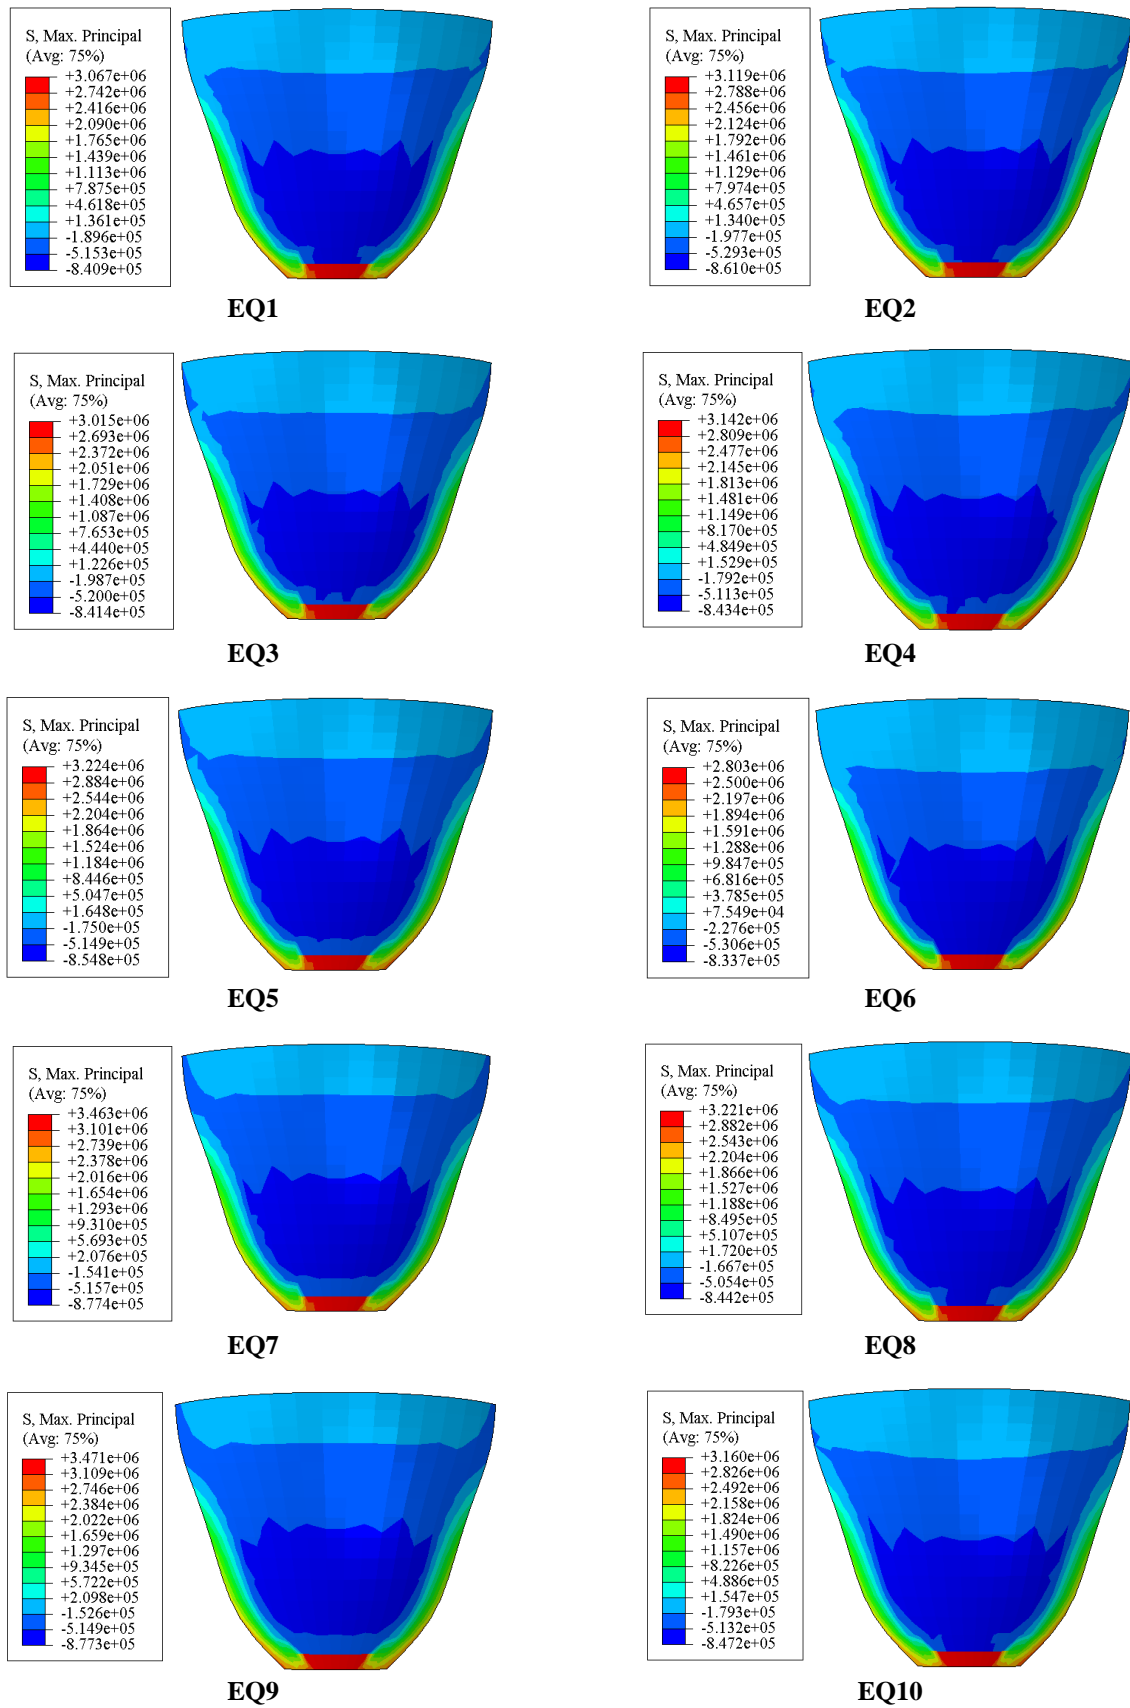 S, Max. Principal
(Avg: 75%)
+3.067e+06
+2.742e+06
+2.416e+06
+2.090e+06
+1.765e+06
+1.439e+06
+1.113e+06
+7.875e+05
+4.618e+05
+1.361e+05
-1.896e+05
-5.153e+05
-8.409e+05
EQ1
S, Max. Principal
(Avg: 75%)
+3.119e+06
+2.788e+06
+2.456e+06
+2.124e+06
+1.792e+06
+1.461e+06
+1.129e+06
+7.974e+05
+4.657e+05
+1.340e+05
-1.977e+05
-5.293e+05
-8.610e+05
EQ2
S, Max. Principal
(Avg: 75%)
+3.015e+06
+2.693e+06
+2.372e+06
+2.051e+06
+1.729e+06
+1.408e+06
+1.087e+06
+7.653e+05
+4.440e+05
+1.226e+05
-1.987e+05
-5.200e+05
-8.414e+05
EQ3
S, Max. Principal
(Avg: 75%)
+3.142e+06
+2.809e+06
+2.477e+06
+2.145e+06
+1.813e+06
+1.481e+06
+1.149e+06
+8.170e+05
+4.849e+05
+1.529e+05
-1.792e+05
-5.113e+05
-8.434e+05
EQ4
S, Max. Principal
(Avg: 75%)
+3.224e+06
+2.884e+06
+2.544e+06
+2.204e+06
+1.864e+06
+1.524e+06
+1.184e+06
+8.446e+05
+5.047e+05
+1.648e+05
-1.750e+05
-5.149e+05
-8.548e+05
EQ5
S, Max. Principal
(Avg: 75%)
+2.803e+06
+2.500e+06
+2.197e+06
+1.894e+06
+1.591e+06
+1.288e+06
+9.847e+05
+6.816e+05
+3.785e+05
+7.549e+04
-2.276e+05
-5.306e+05
-8.337e+05
EQ6
S, Max. Principal
(Avg: 75%)
+3.463e+06
+3.101e+06
+2.739e+06
+2.378e+06
+2.016e+06
+1.654e+06
+1.293e+06
+9.310e+05
+5.693e+05
+2.076e+05
-1.541e+05
-5.157e+05
-8.774e+05
EQ7
S, Max. Principal
(Avg: 75%)
+3.221e+06
+2.882e+06
+2.543e+06
+2.204e+06
+1.866e+06
+1.527e+06
+1.188e+06
+8.495e+05
+5.107e+05
+1.720e+05
-1.667e+05
-5.054e+05
-8.442e+05
EQ8
S, Max. Principal
(Avg: 75%)
+3.471e+06
+3.109e+06
+2.746e+06
+2.384e+06
+2.022e+06
+1.659e+06
+1.297e+06
+9.345e+05
+5.722e+05
+2.098e+05
-1.526e+05
-5.149e+05
-8.773e+05
EQ9
S, Max. Principal
(Avg: 75%)
+3.160e+06
+2.826e+06
+2.492e+06
+2.158e+06
+1.824e+06
+1.490e+06
+1.157e+06
+8.226e+05
+4.886e+05
+1.547e+05
-1.793e+05
-5.132e+05
-8.472e+05
EQ10